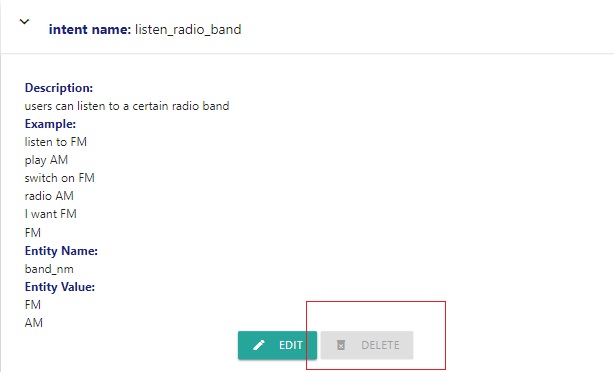 intent name: listen_radio_band
Description:
users can listen to a certain radio band
Example:
listen to FM
play AM
switch on FM
radio AM
I want FM
FM
Entity Name:
band_nm
Entity Value:
FM
AM
EDIT DELETE